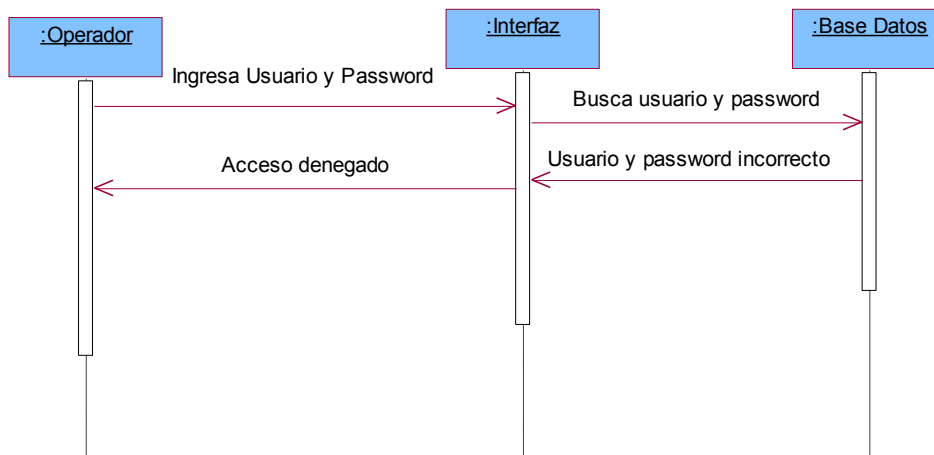 :Operador
:Interfaz
:Base Datos
Ingresa Usuario y Password
Busca usuario y password
Usuario y password incorrecto
Acceso denegado